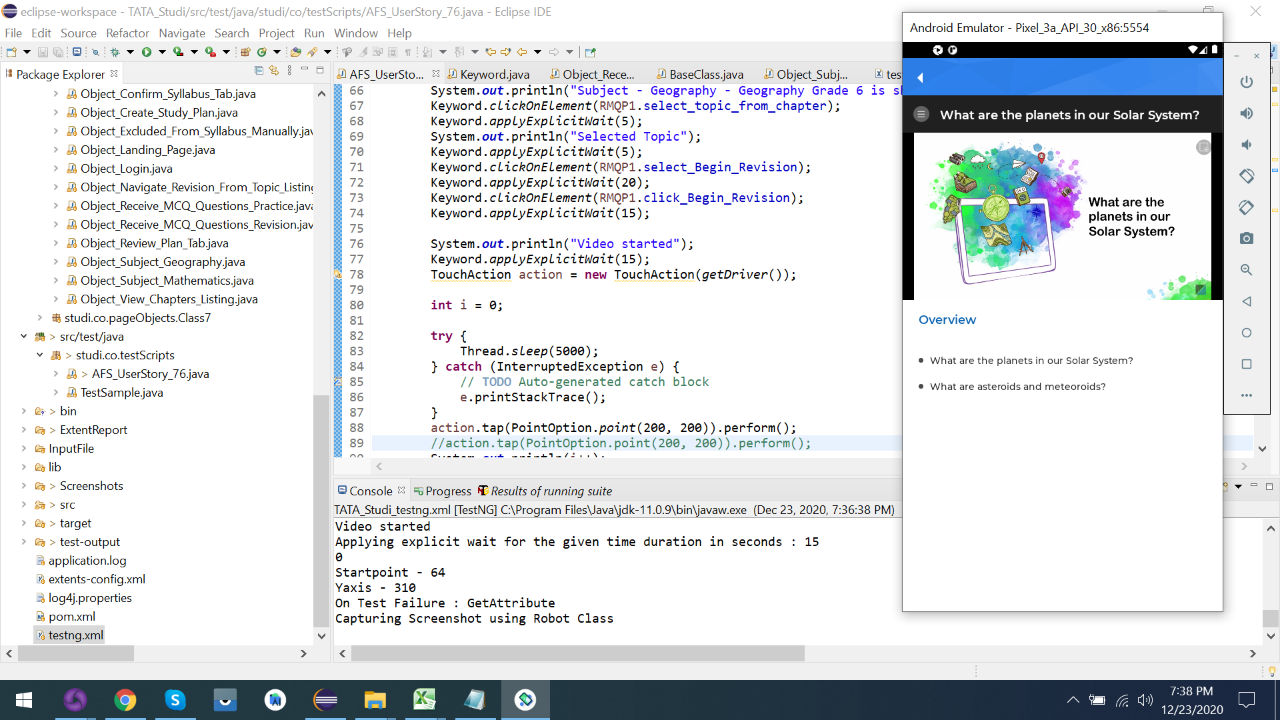 eclipse-workspace - TATA_Studi/src/test/java/studi/co/testScripts/AFS_UserStory_76.java - Eclipse IDE
File Edit Source Refactor Navigate Search Project Run Window Help
Package Explorer
Object_Confirm_Syllabus_Tab.java
Object_Create_Study_Plan.java
Object_Excluded_From_Syllabus_Manually.jav
Object_Landing_Page.java
Object_Login.java
Object_Navigate_Revision_From_Topic_Listing
Object_Receive_MCQ_Questions_Practice.java
Object_Receive_MCQ_Questions_Revision.java
Object_Review_Plan_Tab.java
Object_Subject_Geography.java
Object_Subject_Mathematics.java
Object_View_Chapters_Listing.java
studi.co.pageObjects.Class7
> src/test/java
> studi.co.testScripts
> AFS_UserStory_76.java
TestSample.java
> bin
> ExtentReport
InputFile
lib
> Screenshots
> src
> target
> test-output
application.log
extents-config.xml
log4j.properties
pom.xml
testng.xml
AFS_UserSto...
Keyword.java
Object_Rece...
BaseClass.java
Object_Subj...
66 System.out.println("Subject - Geography - Geography Grade 6 is s
67 Keyword.clickOnElement(RMQP1.select_topic_from_chapter);
68 Keyword.applyExplicitWait(5);
69 System.out.println("Selected Topic");
70 Keyword.applyExplicitWait(5);
71 Keyword.clickOnElement(RMQP1.select_Begin_Revision);
72 Keyword.applyExplicitWait(20);
73 Keyword.clickOnElement(RMQP1.click_Begin_Revision);
74 Keyword.applyExplicitWait(15);
75
76 System.out.println("Video started");
77 Keyword.applyExplicitWait(15);
78 TouchAction action = new TouchAction(getDriver());
79
80 int i = 0;
81
82 try {
83 Thread.sleep(5000);
84 } catch (InterruptedException e) {
85 // TODO Auto-generated catch block
86 e.printStackTrace();
87 }
88 action.tap(PointOption.point(200, 200)).perform();
89 //action.tap(PointOption.point(200, 200)).perform();
90 System.out.println(i++);
Console
Progress
Results of running suite
TATA_Studi_testng.xml [TestNG] C:\Program Files\Java\jdk-11.0.9\bin\javaw.exe (Dec 23, 2020, 7:36:38 PM)
Video started
Applying explicit wait for the given time duration in seconds : 15
0
Startpoint - 64
Yaxis - 310
On Test Failure : GetAttribute
Capturing Screenshot using Robot Class
Android Emulator - Pixel_3a_API_30_x86:5554
What are the planets in our Solar System?
What are the
planets in our
Solar System?
Overview
What are the planets in our Solar System?
What are asteroids and meteoroids?
7:38 PM
12/23/2020